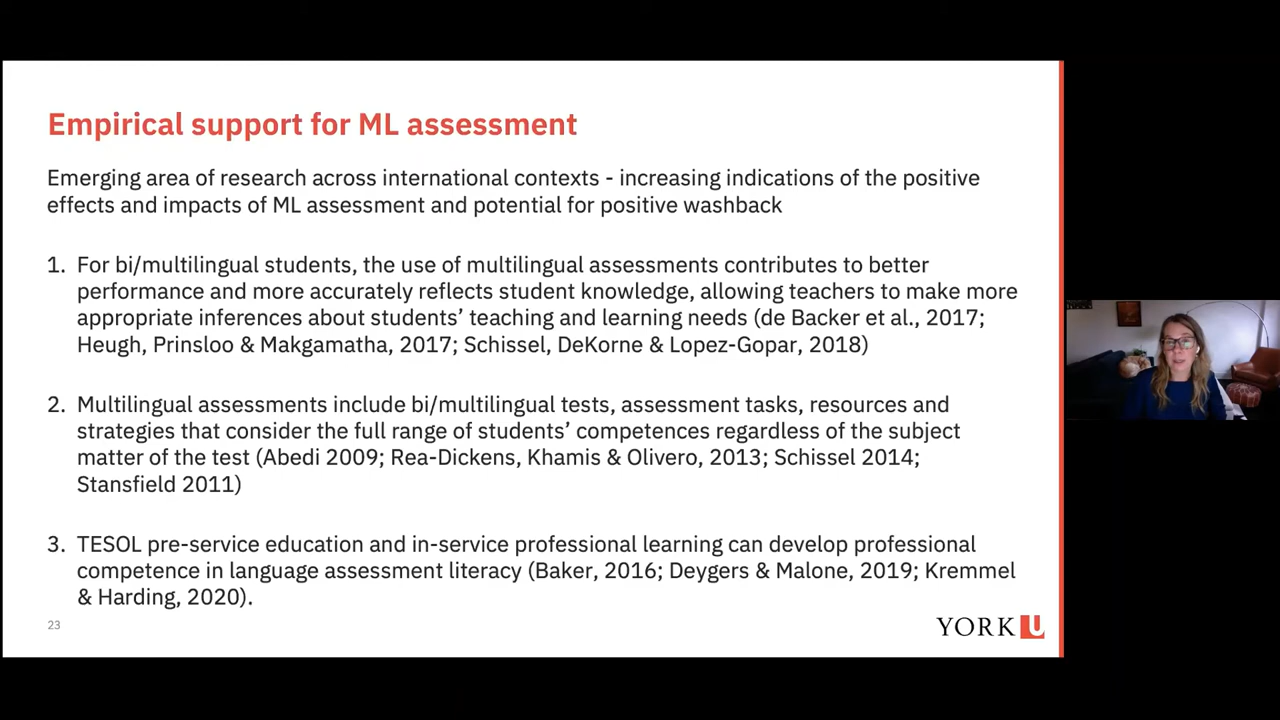 Empirical support for ML assessment
Emerging area of research across international contexts - increasing indications of the positive
effects and impacts of ML assessment and potential for positive washback
1. For bi/multilingual students, the use of multilingual assessments contributes to better
performance and more accurately reflects student knowledge, allowing teachers to make more
appropriate inferences about students’ teaching and learning needs (de Backer et al., 2017;
Heugh, Prinsloo & Makgamatha, 2017; Schissel, DeKorne & Lopez-Gopar, 2018)
2. Multilingual assessments include bi/multilingual tests, assessment tasks, resources and
strategies that consider the full range of students’ competences regardless of the subject
matter of the test (Abedi 2009; Rea-Dickens, Khamis & Olivero, 2013; Schissel 2014;
Stansfield 2011)
3. TESOL pre-service education and in-service professional learning can develop professional
competence in language assessment literacy (Baker, 2016; Deygers & Malone, 2019; Kremmel
& Harding, 2020).
23
YORK U